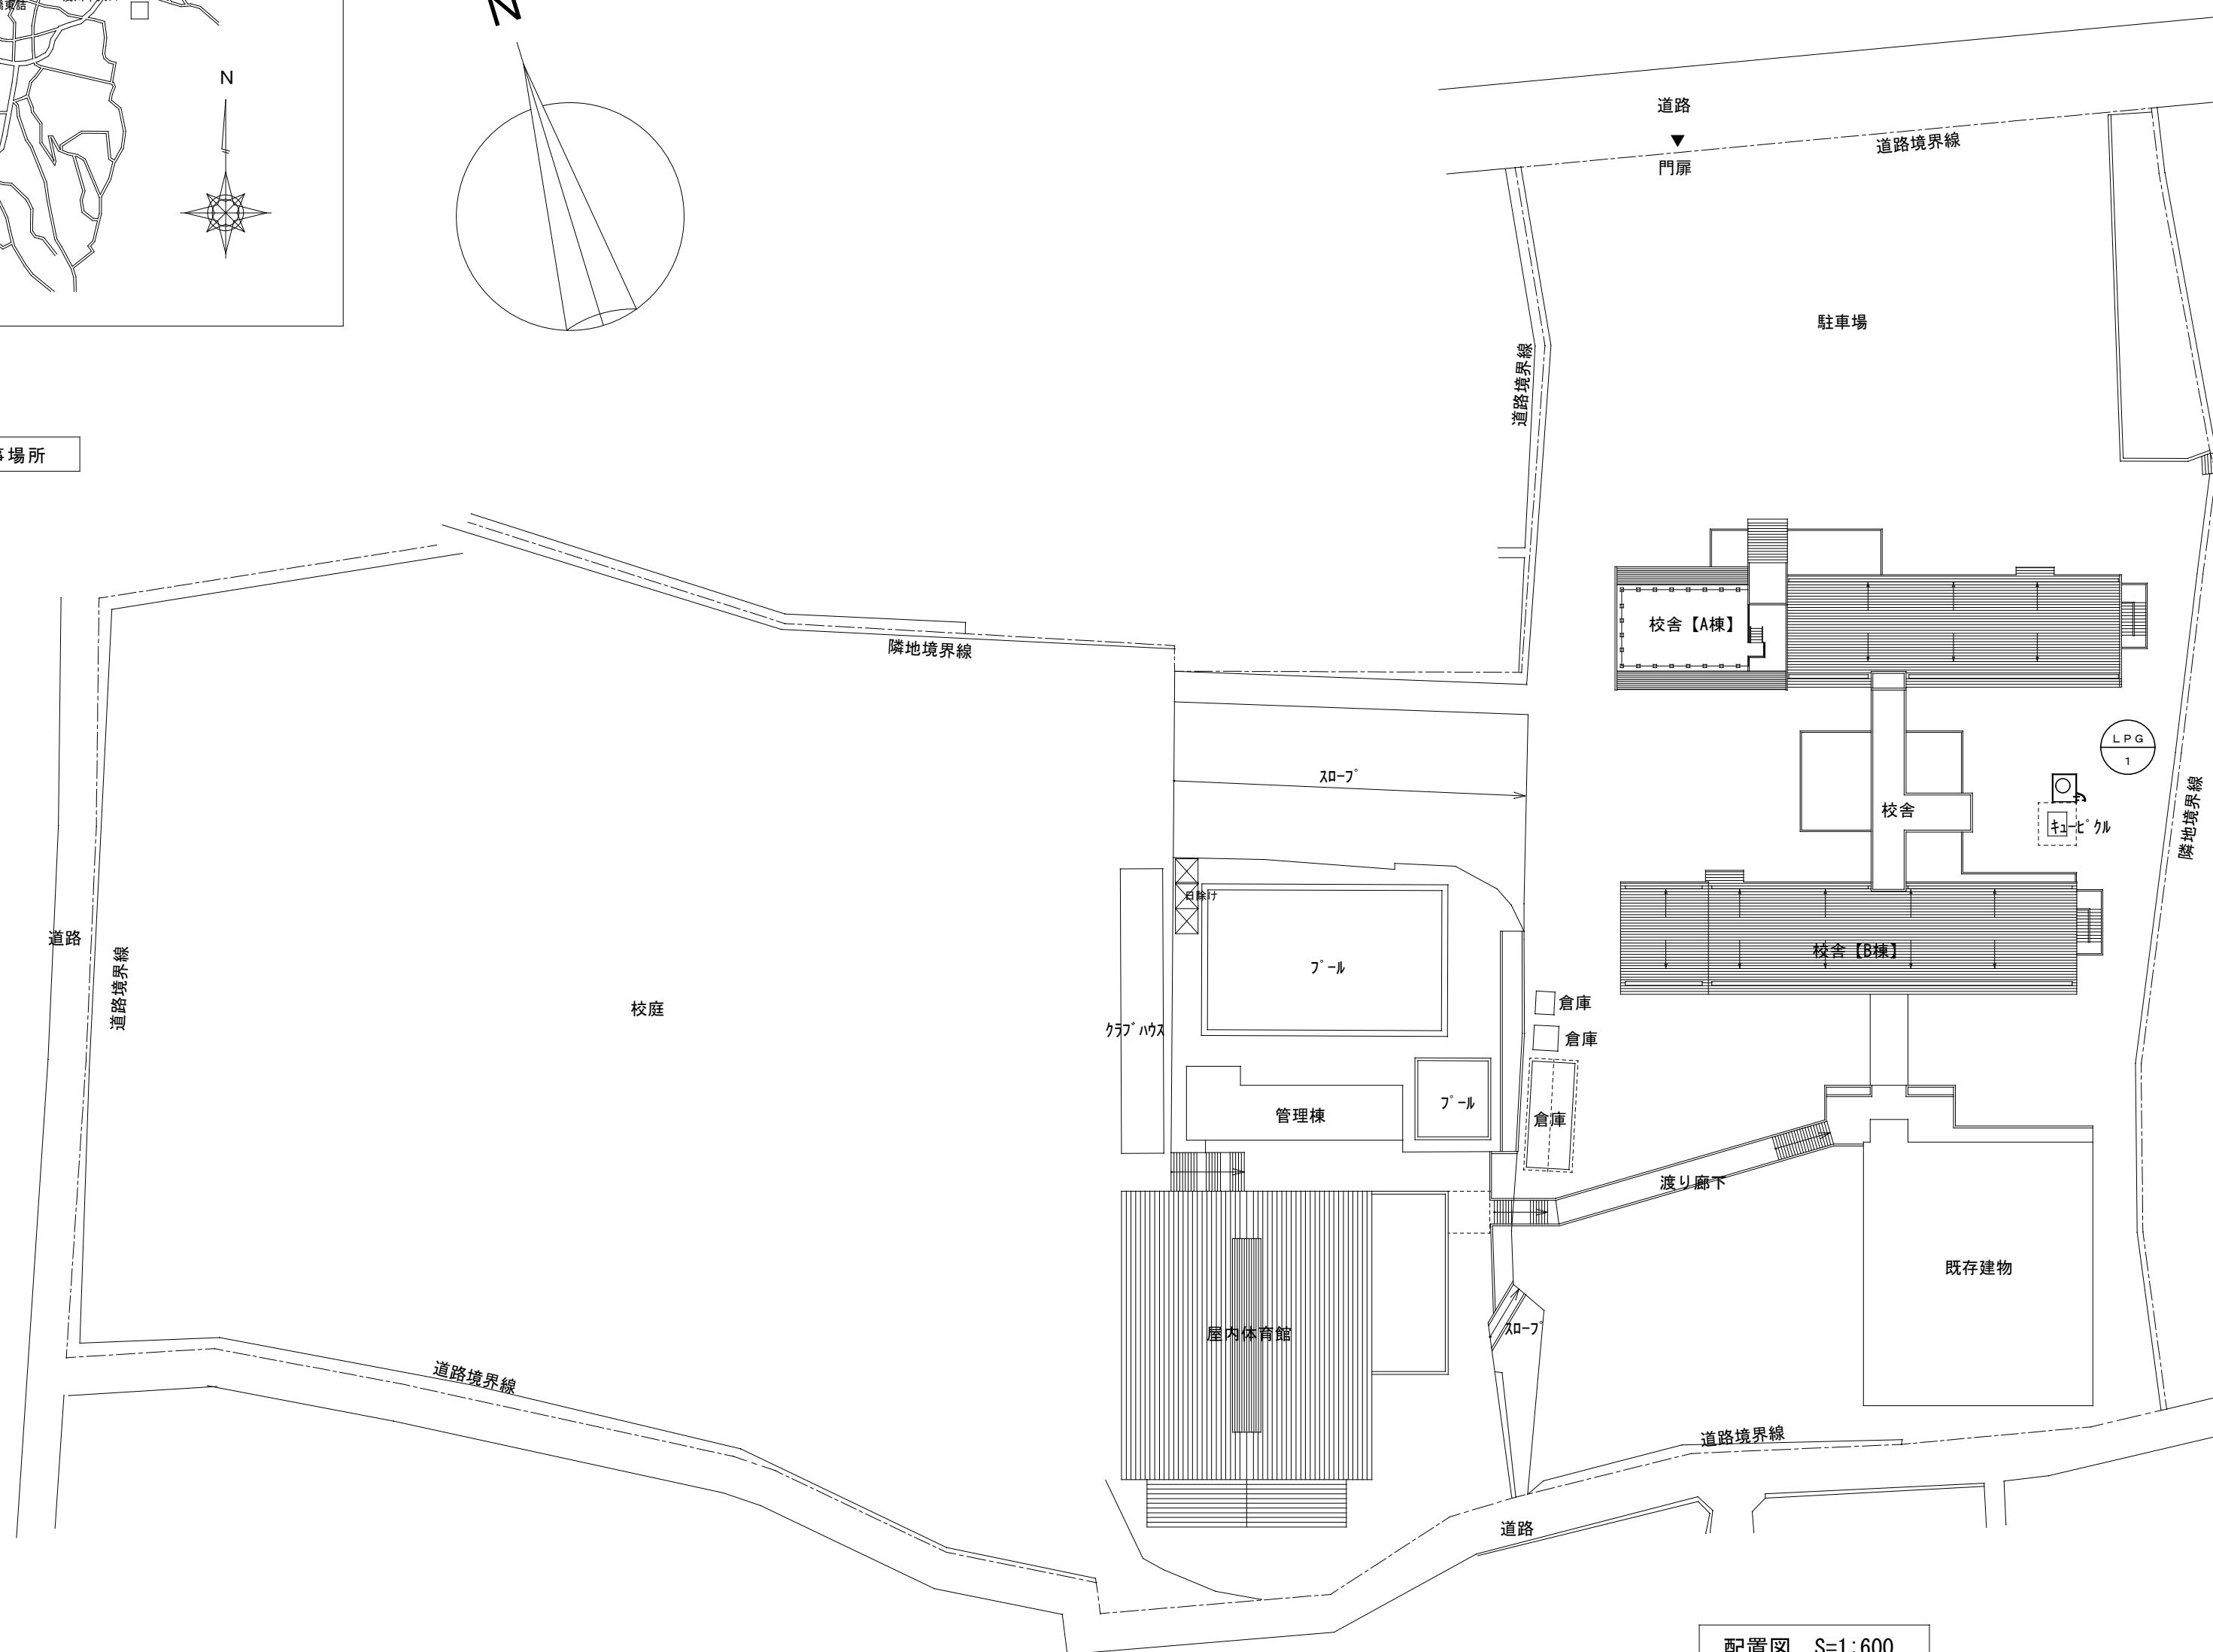 N
N
場所
道路
▼
門扉
道路境界線
駐車場
道路境界線
隣地境界線
校舎【A棟】
スロープ
LPG
1
校舎
キュービクル
隣地境界線
日除け
道路
道路境界線
校庭
プール
校舎【B棟】
倉庫
クラブハウス
倉庫
プール
管理棟
倉庫
渡り廊下
既存建物
屋内体育館
スロープ
道路境界線
道路境界線
道路
配置図 S=1:600